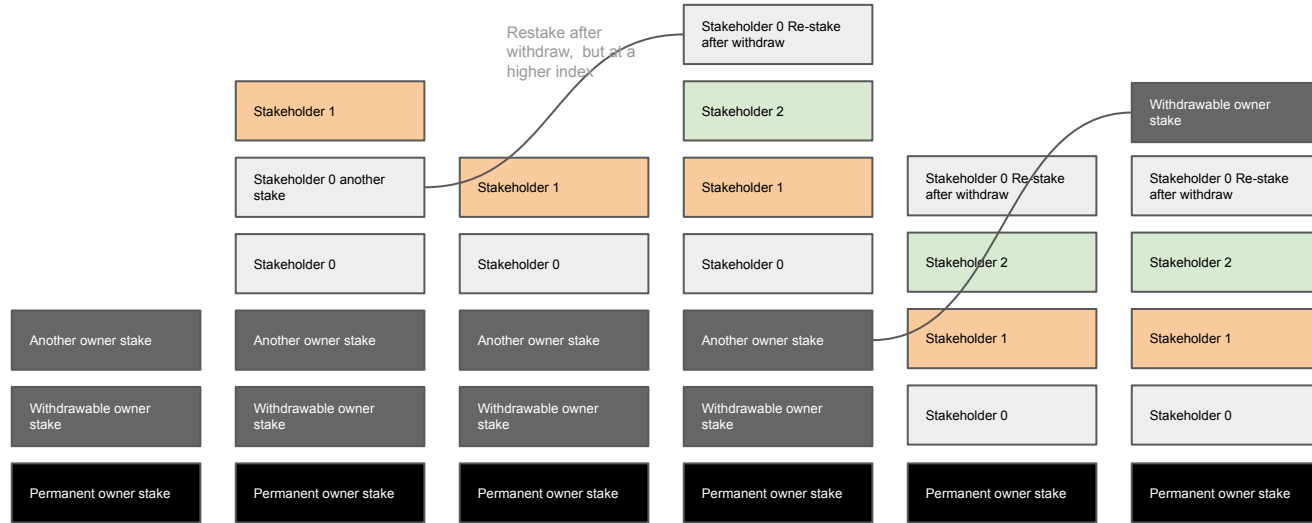 Restake after
withdraw,  but at a
higher index
Stakeholder 0 Re-stake
after withdraw
Stakeholder 1
Stakeholder 2
Withdrawable owner
stake
Stakeholder 0 another
stake
Stakeholder 1
Stakeholder 1
Stakeholder 0 Re-stake
after withdraw
Stakeholder 0 Re-stake
after withdraw
Stakeholder 0
Stakeholder 0
Stakeholder 0
Stakeholder 2
Stakeholder 2
Another owner stake
Another owner stake
Another owner stake
Another owner stake
Stakeholder 1
Stakeholder 1
Withdrawable owner
stake
Withdrawable owner
stake
Withdrawable owner
stake
Withdrawable owner
stake
Stakeholder 0
Stakeholder 0
Permanent owner stake
Permanent owner stake
Permanent owner stake
Permanent owner stake
Permanent owner stake
Permanent owner stake